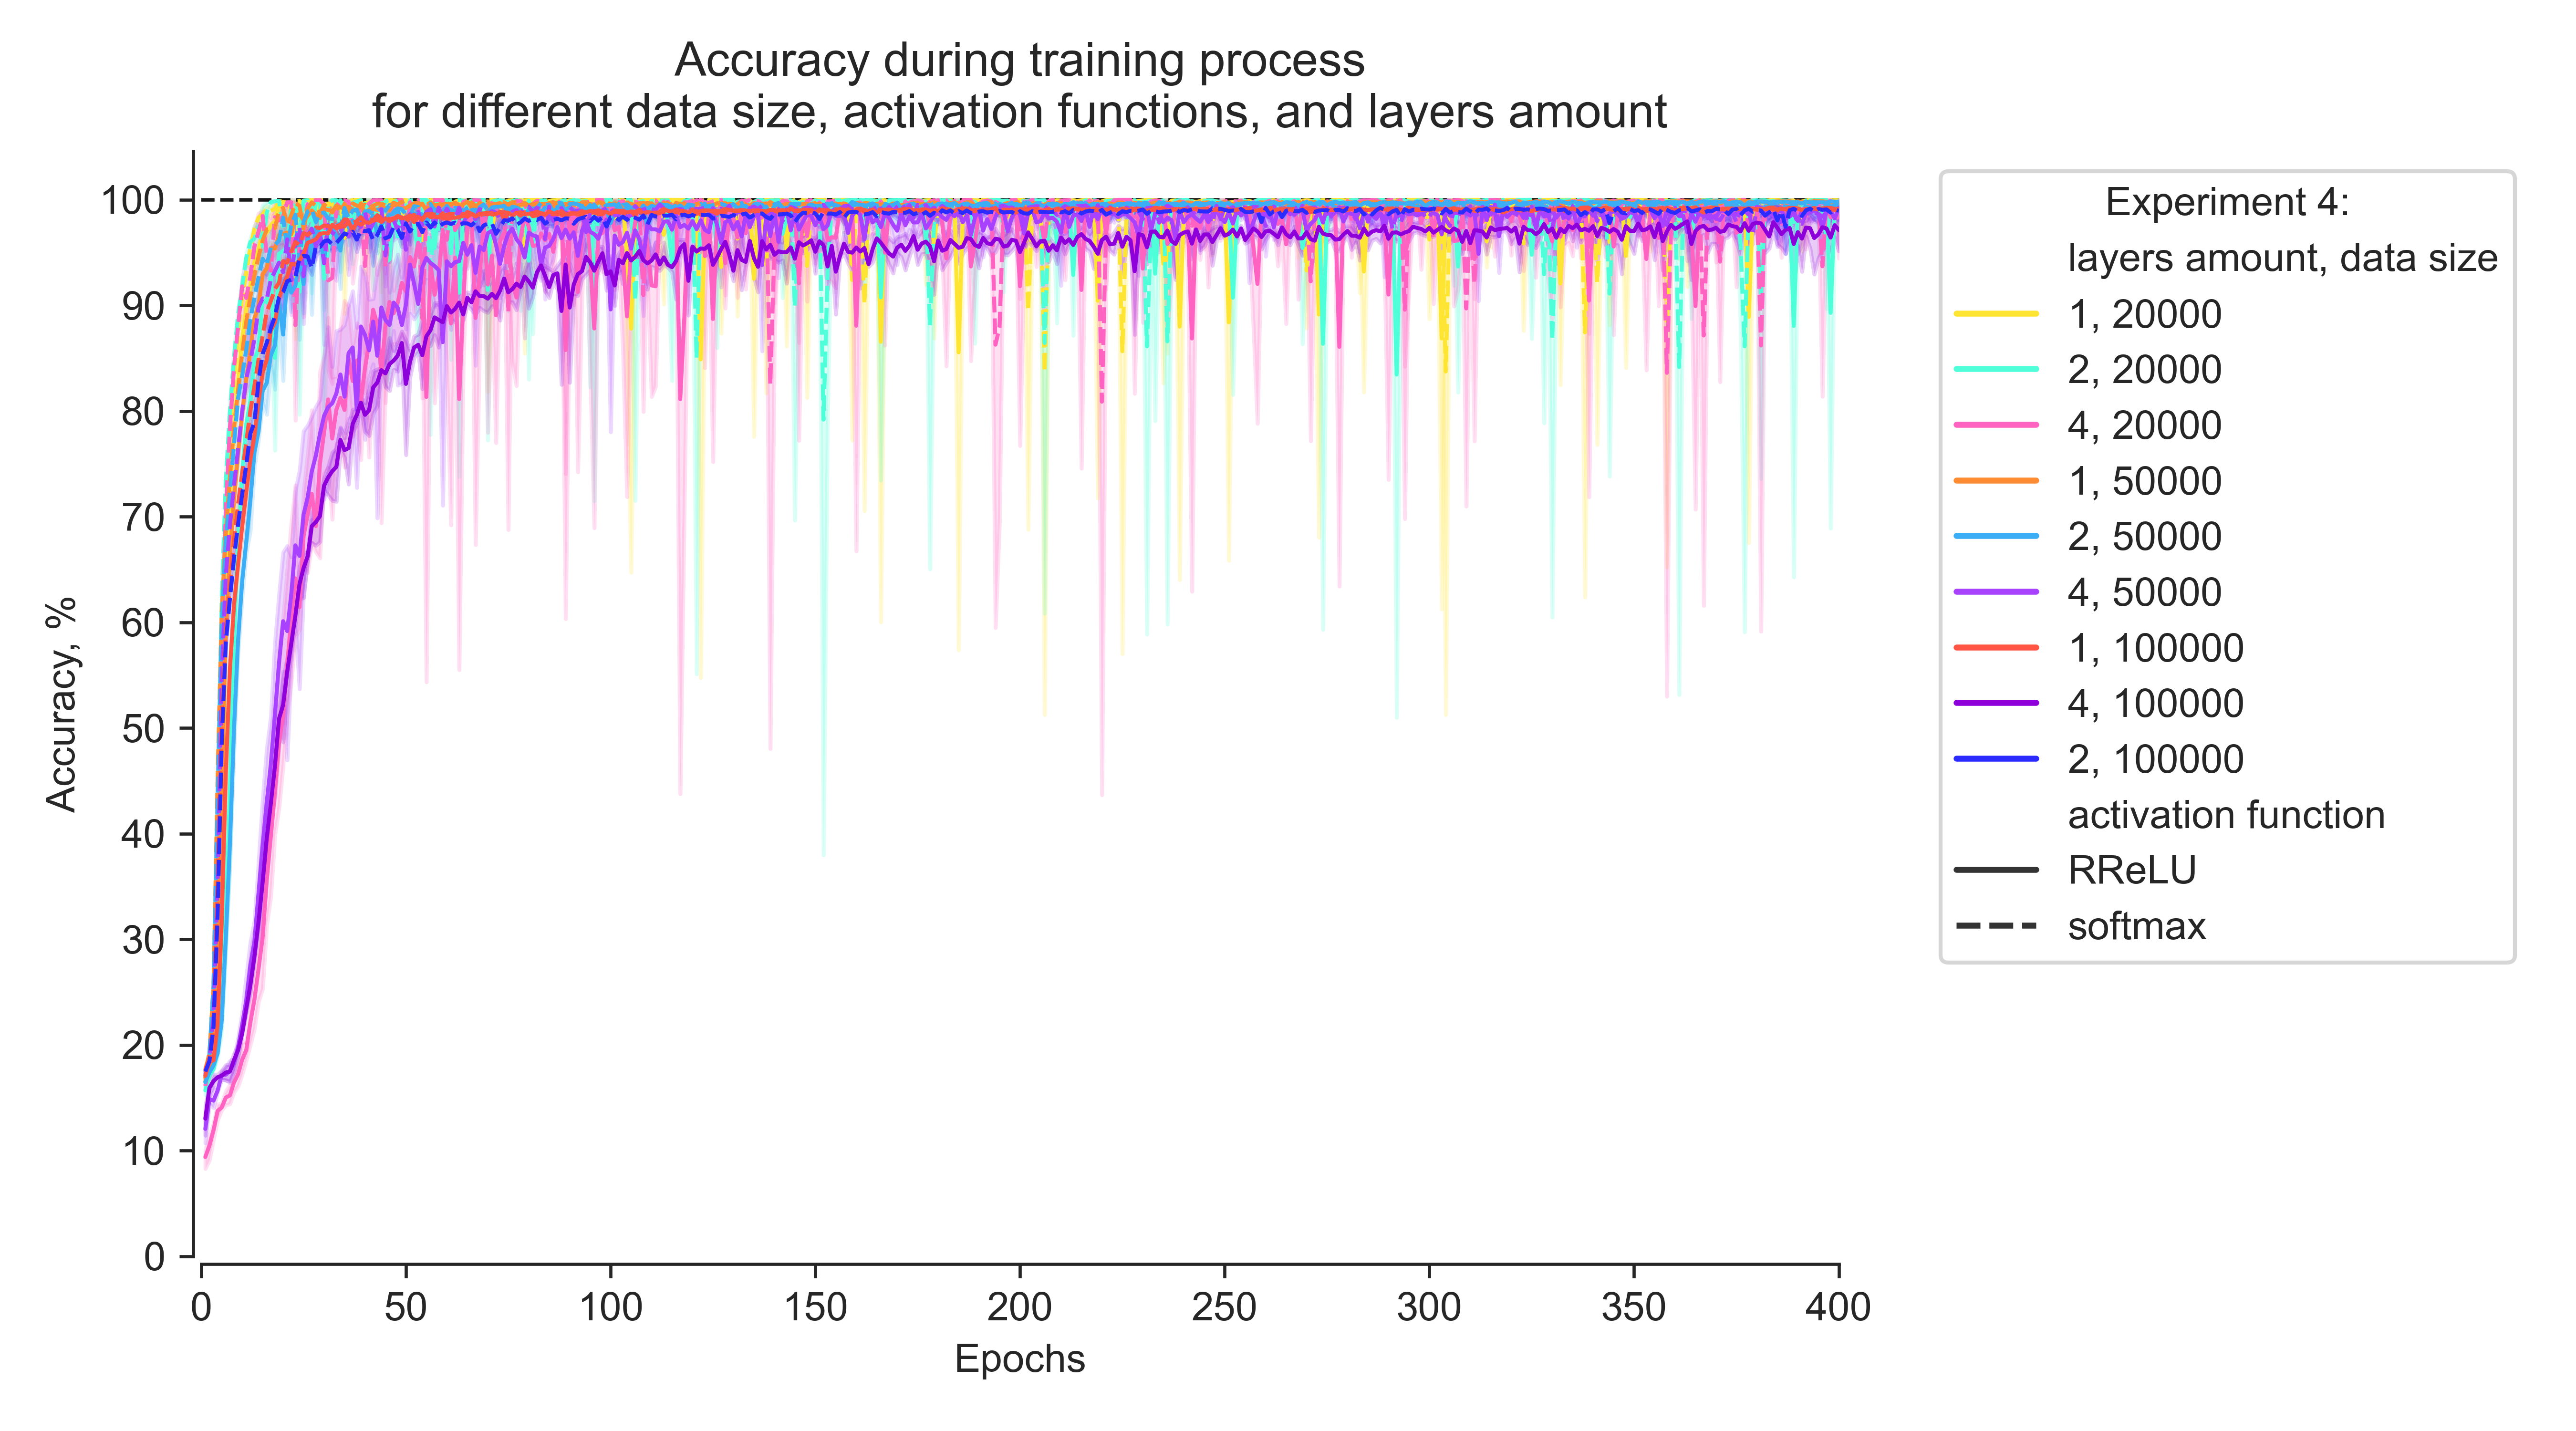 Accuracy during training process
for different data size, activation functions, and layers amount
100
90
80
70
60
50
40
30
20
10
0
Accuracy, %
0 50 100 150 200 250 300 350 400
Epochs
Experiment 4:
layers amount, data size
1, 20000
2, 20000
4, 20000
1, 50000
2, 50000
4, 50000
1, 100000
4, 100000
2, 100000
activation function
RReLU
softmax